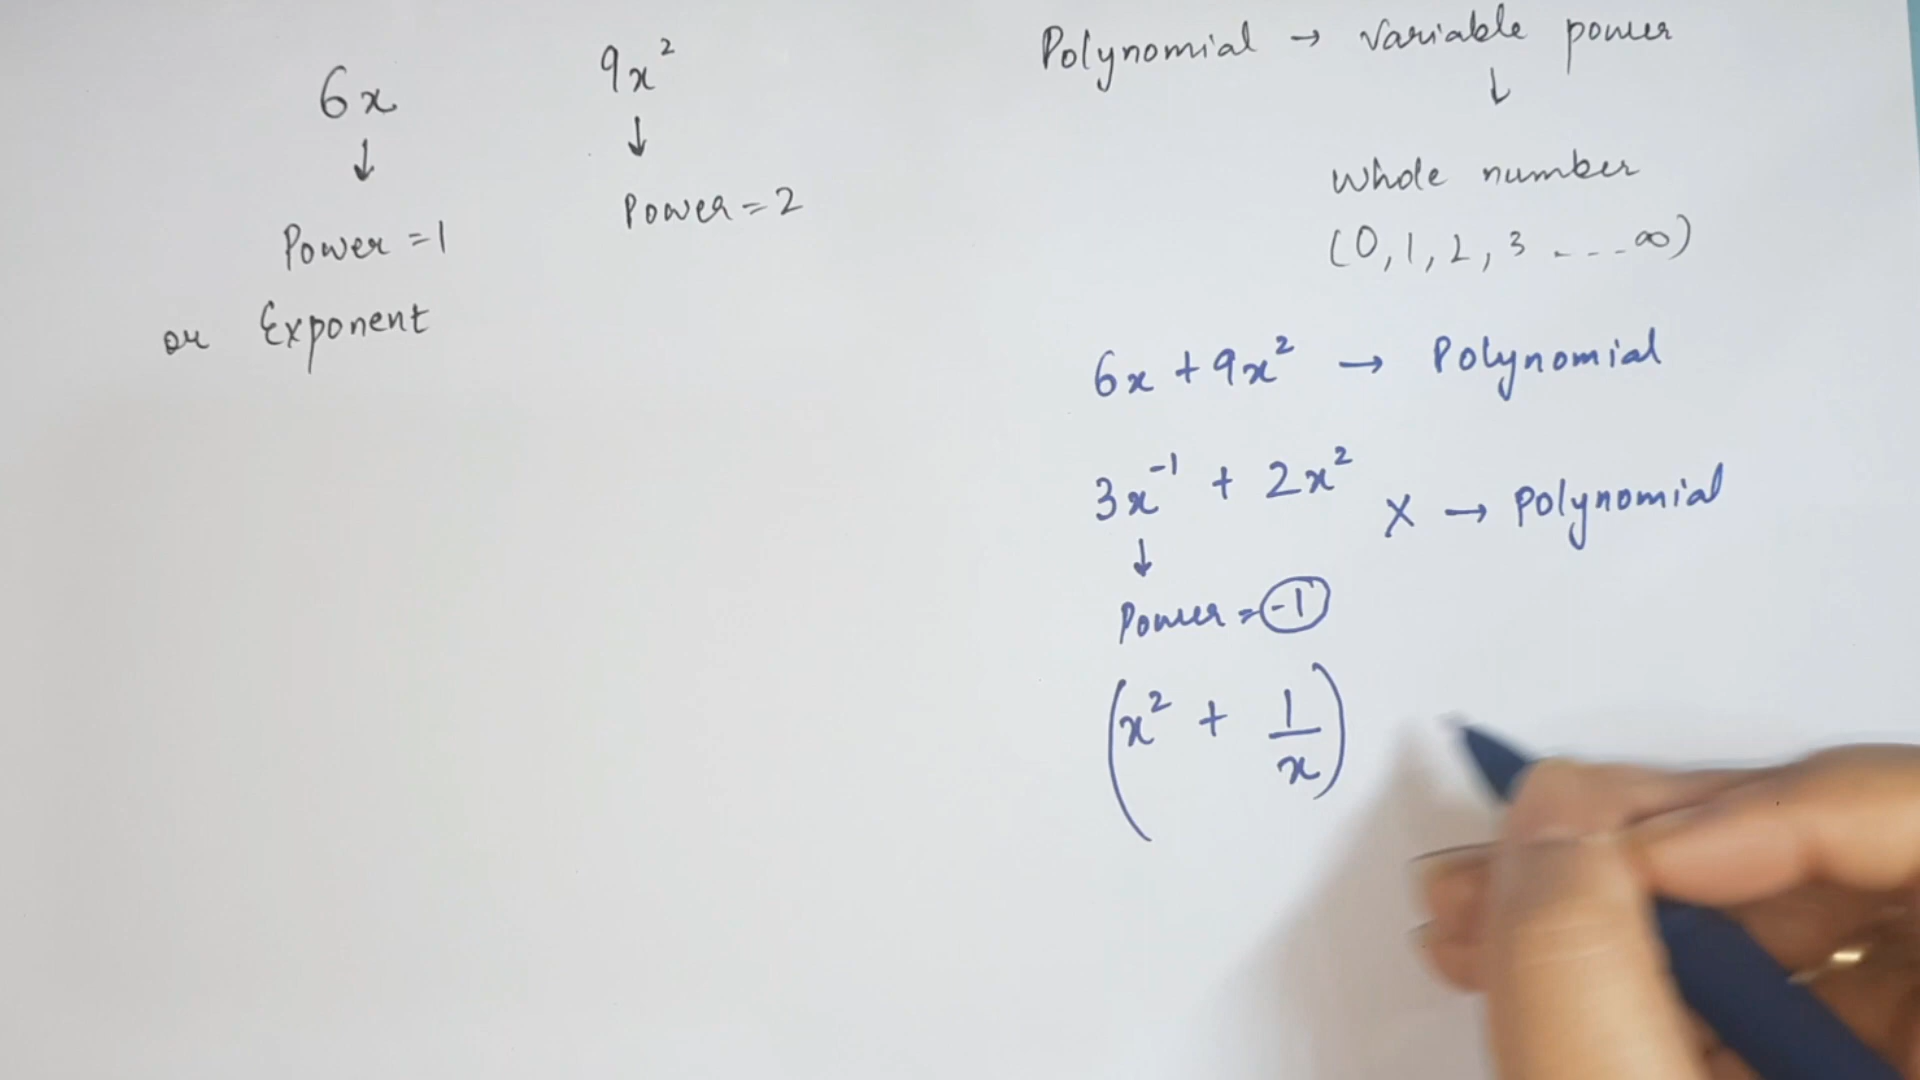 6x
↓
Power = 1
or Exponent
9x²
↓
Power = 2
Polynomial → variable power
↓
whole number
(0, 1, 2, 3 ... ∞)
6x + 9x² → Polynomial
3x⁻¹ + 2x² X → Polynomial
↓
Power = -1
(x² + 1/x)